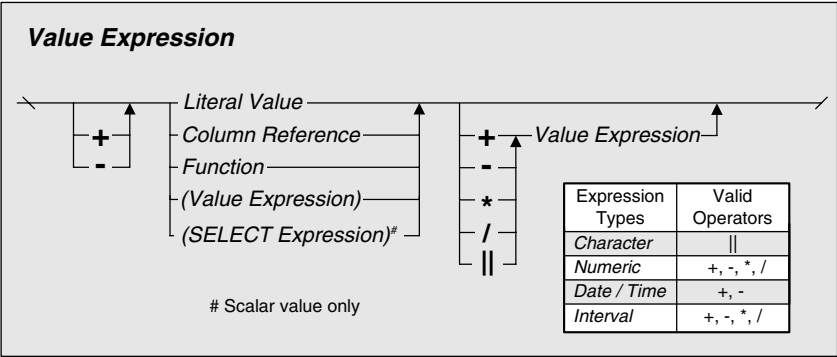 Value Expression
Literal Value
+ Column Reference + Value Expression
- Function -
(Value Expression) *
(SELECT Expression)# /
||
# Scalar value only
Expression Types Valid Operators
Character ||
Numeric +, -, *, /
Date / Time +, -
Interval +, -, *, /